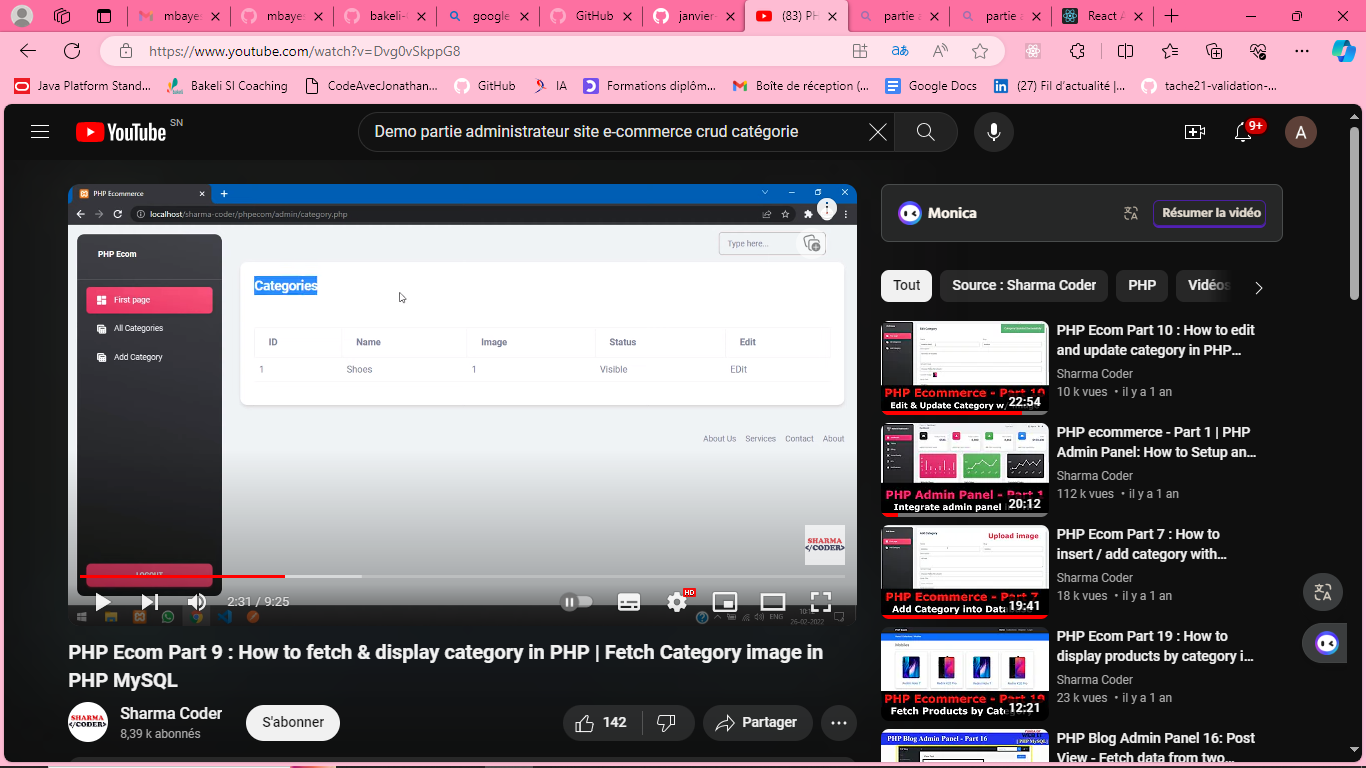 mbaye
mbaye
bakeli-
google
GitHub
janvier
(83) PH
partie a
partie a
React A
https://www.youtube.com/watch?v=Dvg0vSkppG8
Java Platform Stand...
Bakeli SI Coaching
CodeAvecJonathan...
GitHub
IA
Formations diplôm...
Boîte de réception (...
Google Docs
(27) Fil d'actualité |...
tache21-validation-...
YouTube SN
Demo partie administrateur site e-commerce crud catégorie
9+
A
PHP Ecommerce
localhost/sharma-coder/phpecom/admin/category.php
PHP Ecom
Type here...
First page
All Categories
Add Category
LOGOUT
Categories
ID Name Image Status Edit
1 Shoes 1 Visible EDit
About Us Services Contact About
SHARMA
</CODER>
2:31 / 9:25
HD
ENG
26-02-2022
PHP Ecom Part 9 : How to fetch & display category in PHP | Fetch Category image in
PHP MySQL
SHARMA
</CODER>
Sharma Coder
8,39 k abonnés
S'abonner
142
Partager
Monica
Résumer la vidéo
Tout
Source : Sharma Coder
PHP
Vidéos
PHP Ecommerce - Part 10
Edit & Update Category w/
22:54
PHP Ecom Part 10 : How to edit
and update category in PHP...
Sharma Coder
10 k vues • il y a 1 an
PHP Admin Panel - Part 1
Integrate admin panel
20:12
PHP ecommerce - Part 1 | PHP
Admin Panel: How to Setup an...
Sharma Coder
112 k vues • il y a 1 an
Upload image
PHP Ecommerce - Part 7
Add Category into Data
19:41
PHP Ecom Part 7 : How to
insert / add category with...
Sharma Coder
18 k vues • il y a 1 an
PHP Ecommerce - Part 19
Fetch Products by Cate
12:21
PHP Ecom Part 19 : How to
display products by category i...
Sharma Coder
23 k vues • il y a 1 an
PHP Blog Admin Panel - Part 16
PHP Blog Admin Panel 16: Post
View - Fetch data from two...